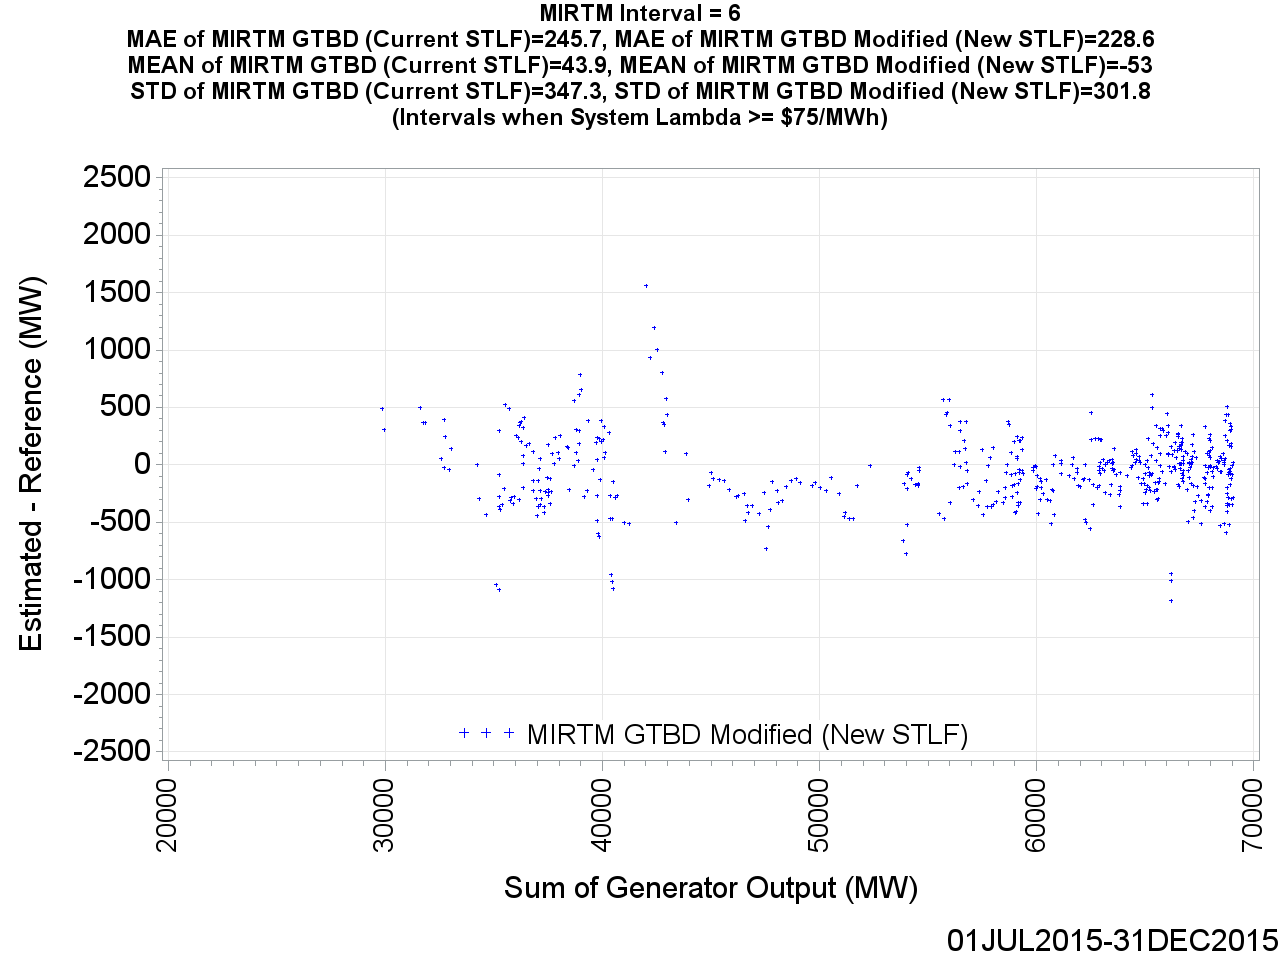 MIRTM Interval = 6
MAE of MIRTM GTBD (Current STLF)=245.7, MAE of MIRTM GTBD Modified (New STLF)=228.6
MEAN of MIRTM GTBD (Current STLF)=43.9, MEAN of MIRTM GTBD Modified (New STLF)=-53
STD of MIRTM GTBD (Current STLF)=347.3, STD of MIRTM GTBD Modified (New STLF)=301.8
(Intervals when System Lambda >= $75/MWh)
Estimated - Reference (MW)
2500
2000
1500
1000
500
0
-500
-1000
-1500
-2000
-2500
MIRTM GTBD Modified (New STLF)
20000
30000
40000
50000
60000
70000
Sum of Generator Output (MW)
01JUL2015-31DEC2015